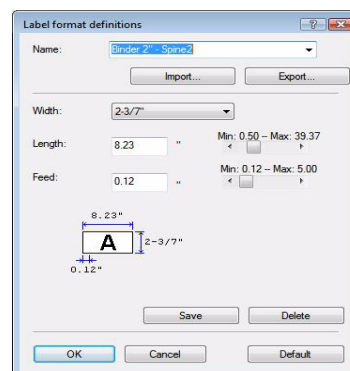 Label format definitions
Name: Binder 2" - Spine2
Import... Export...
Width: 2-3/7"
Min: 0.50 -- Max: 39.37
Length: 8.23 "
Min: 0.12 -- Max: 5.00
Feed: 0.12 "
8.23"
A 2-3/7"
0.12"
Save Delete
OK Cancel Default